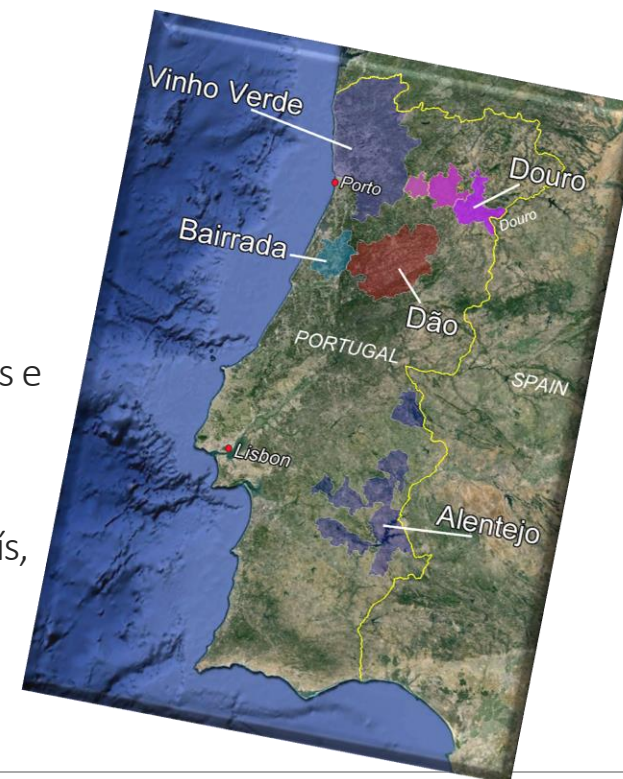 Vinho Verde
Porto
Douro
Douro
Bairrada
Dão
PORTUGAL
SPAIN
s e
Lisbon
Alentejo
ís,